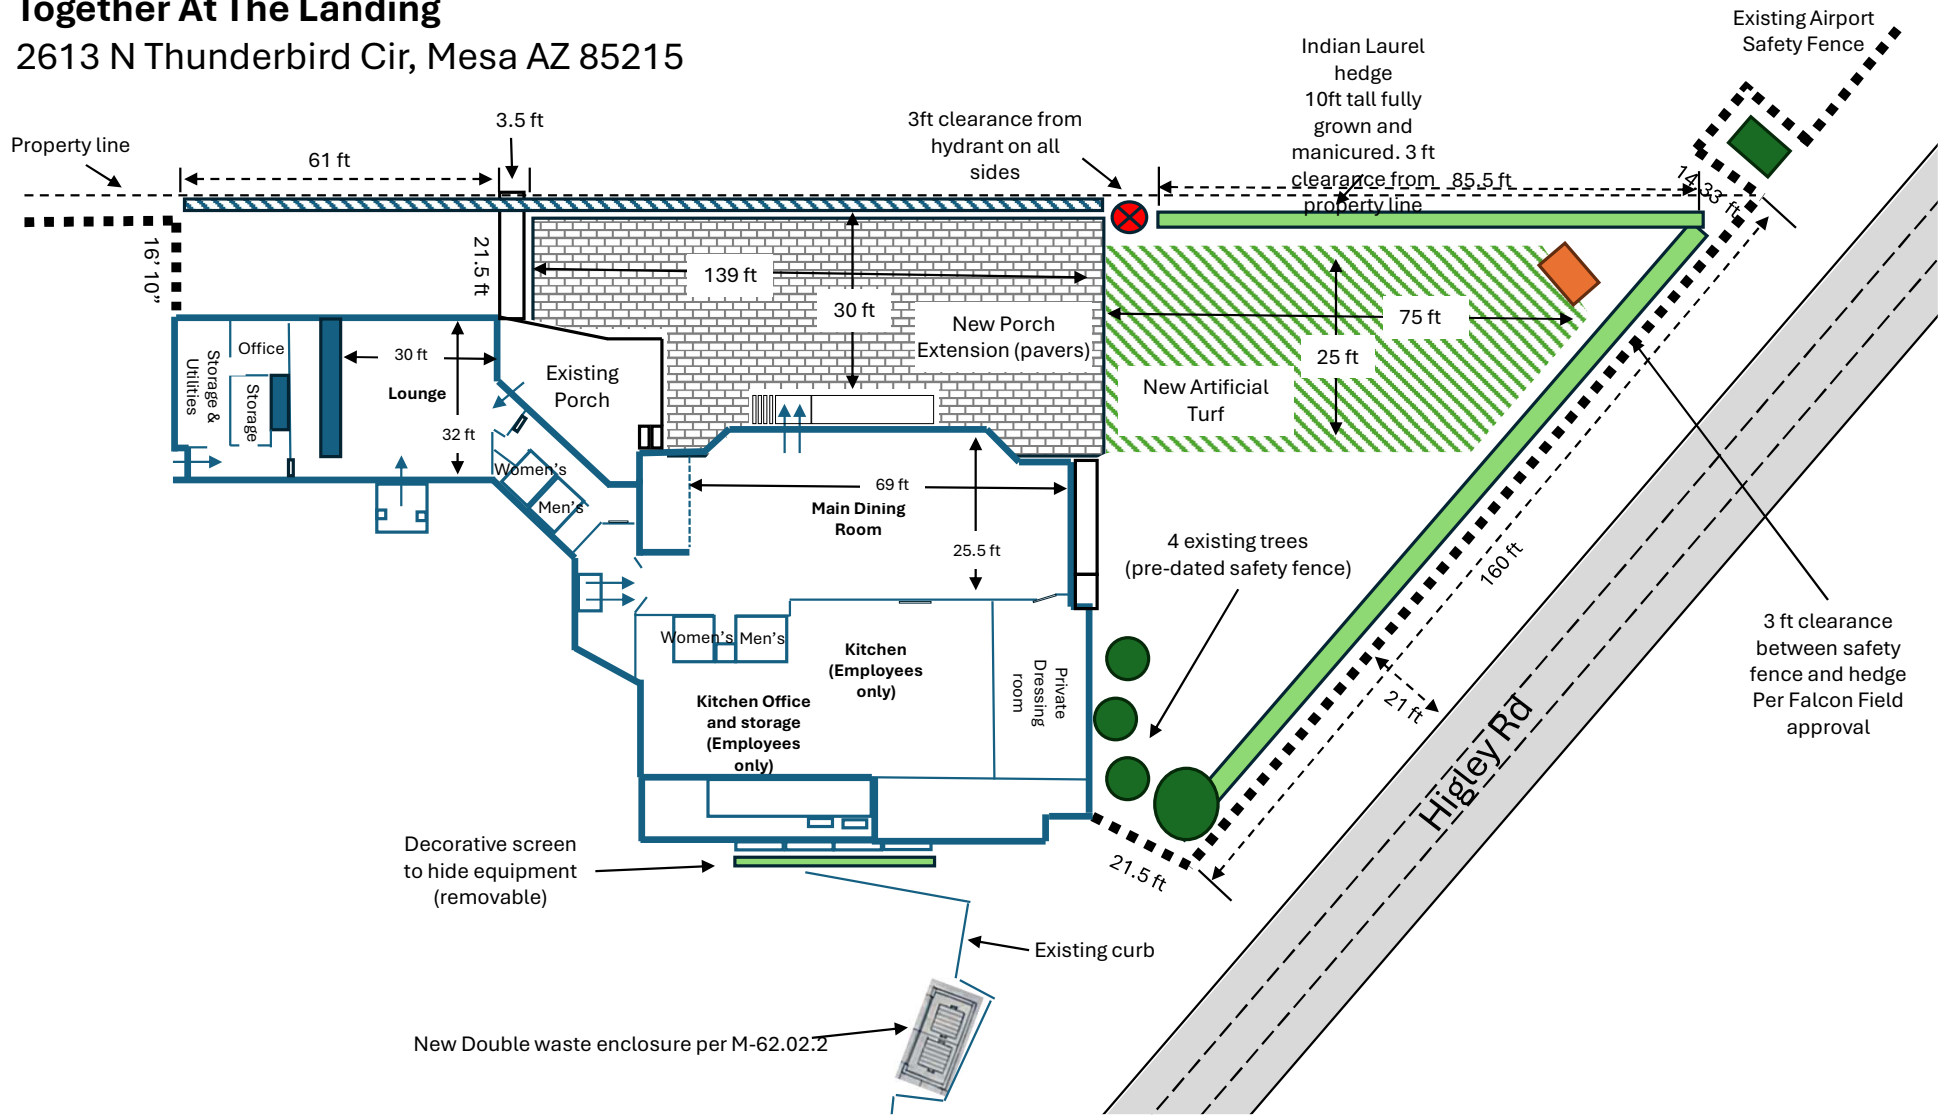 Together At The Landing
2613 N Thunderbird Cir, Mesa AZ 85215
Existing Airport
Safety Fence
Indian Laurel
hedge
10ft tall fully
grown and
manicured. 3 ft
clearance from
property line
3ft clearance from
hydrant on all
sides
3.5 ft
Property line
61 ft
85.5 ft
14.33 ft
16’ 10”
21.5 ft
139 ft
30 ft
New Porch
Extension (pavers)
75 ft
25 ft
New Artificial
Turf
Storage &
Utilities
Office
Storage
30 ft
Lounge
32 ft
Existing
Porch
Women’s
Men’s
69 ft
Main Dining
Room
25.5 ft
4 existing trees
(pre-dated safety fence)
160 ft
21 ft
Higley Rd
3 ft clearance
between safety
fence and hedge
Per Falcon Field
approval
Women’s
Men’s
Kitchen
(Employees
only)
Private
Dressing
room
Kitchen Office
and storage
(Employees
only)
21.5 ft
Decorative screen
to hide equipment
(removable)
Existing curb
New Double waste enclosure per M-62.02.2